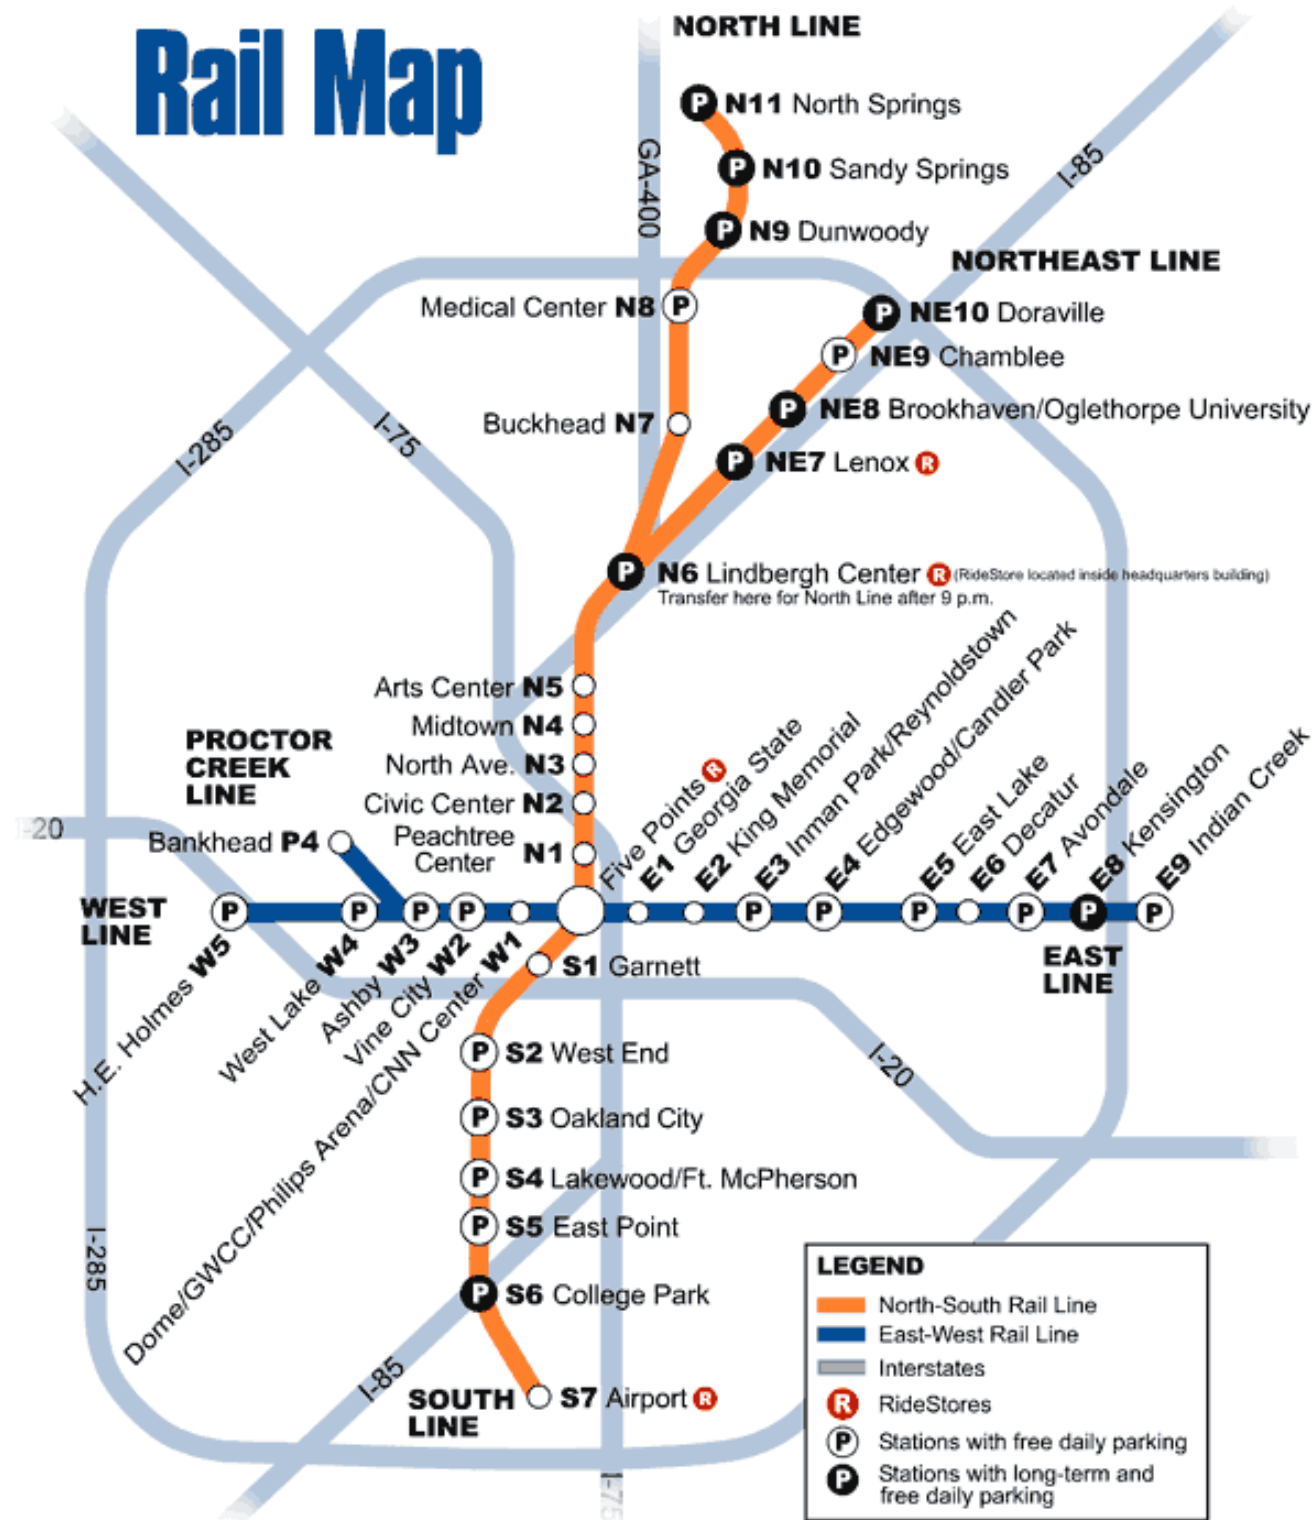 Rail Map
NORTH LINE
P N11 North Springs
P N10 Sandy Springs
P N9 Dunwoody
GA-400
I-85
NORTHEAST LINE
Medical Center N8 P
P NE10 Doraville
P NE9 Chamblee
P NE8 Brookhaven/Oglethorpe University
Buckhead N7
P NE7 Lenox R
I-285
I-75
P N6 Lindbergh Center R (RideStore located inside headquarters building)
Transfer here for North Line after 9 p.m.
Arts Center N5
Midtown N4
North Ave. N3
Civic Center N2
Peachtree
Center N1
PROCTOR
CREEK
LINE
I-20
Bankhead P4
WEST
LINE
P
P
P
P
H.E. Holmes W5
West Lake W4
Ashby W3
Vine City W2
Dome/GWCC/Philips Arena/CNN Center W1
Five Points R
E1 Georgia State
E2 King Memorial
E3 Inman Park/Reynoldstown
E4 Edgewood/Candler Park
E5 East Lake
E6 Decatur
E7 Avondale
E8 Kensington
E9 Indian Creek
P
P
P
P
P
P
EAST
LINE
S1 Garnett
P S2 West End
P S3 Oakland City
P S4 Lakewood/Ft. McPherson
P S5 East Point
P S6 College Park
S7 Airport R
SOUTH
LINE
I-20
I-285
I-85
I-75
LEGEND
North-South Rail Line
East-West Rail Line
Interstates
R RideStores
P Stations with free daily parking
P Stations with long-term and
free daily parking